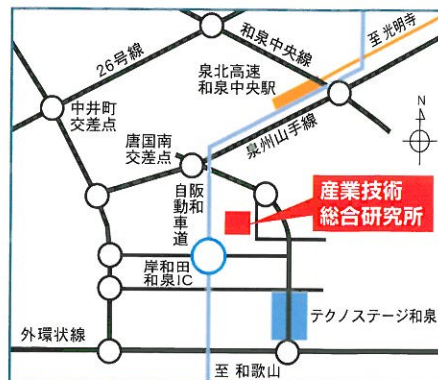 26号線
和泉中央線
至 光明寺
泉北高速
和泉中央駅
中井町
交差点
N
唐国南
交差点
泉州山手線
阪和
自動車道
産業技術
総合研究所
岸和田
和泉IC
テクノステージ和泉
外環状線
至 和歌山